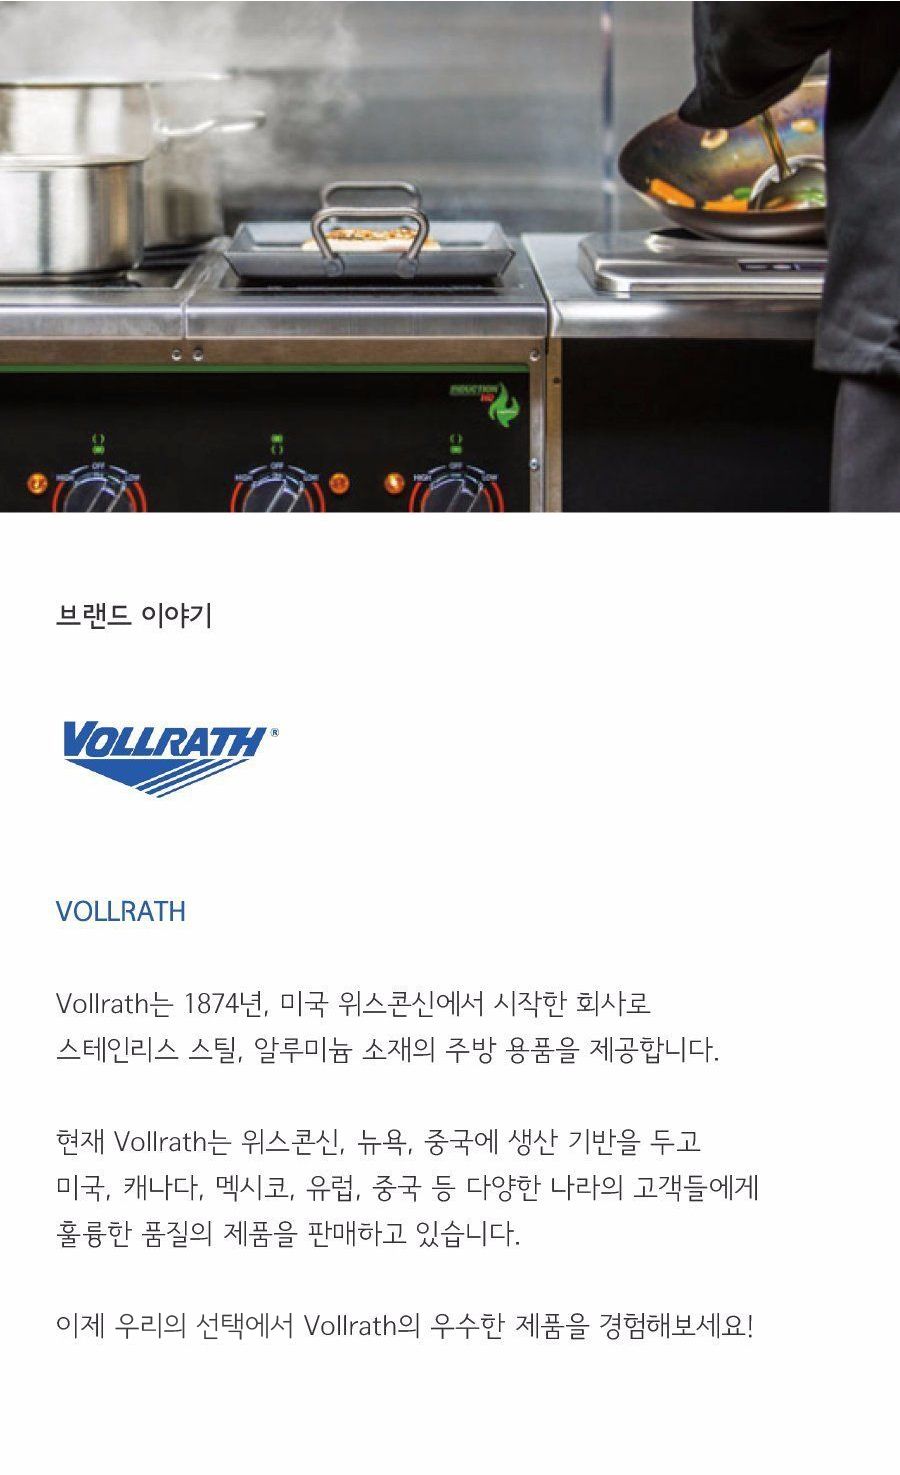 INDUCTION
HD
OFF
HIGH
LOW
OFF
HIGH
LOW
OFF
HIGH
LOW
브랜드 이야기
VOLLRATH®
VOLLRATH
Vollrath는 1874년, 미국 위스콘신에서 시작한 회사로
스테인리스 스틸, 알루미늄 소재의 주방 용품을 제공합니다.
현재 Vollrath는 위스콘신, 뉴욕, 중국에 생산 기반을 두고
미국, 캐나다, 멕시코, 유럽, 중국 등 다양한 나라의 고객들에게
훌륭한 품질의 제품을 판매하고 있습니다.
이제 우리의 선택에서 Vollrath의 우수한 제품을 경험해보세요!